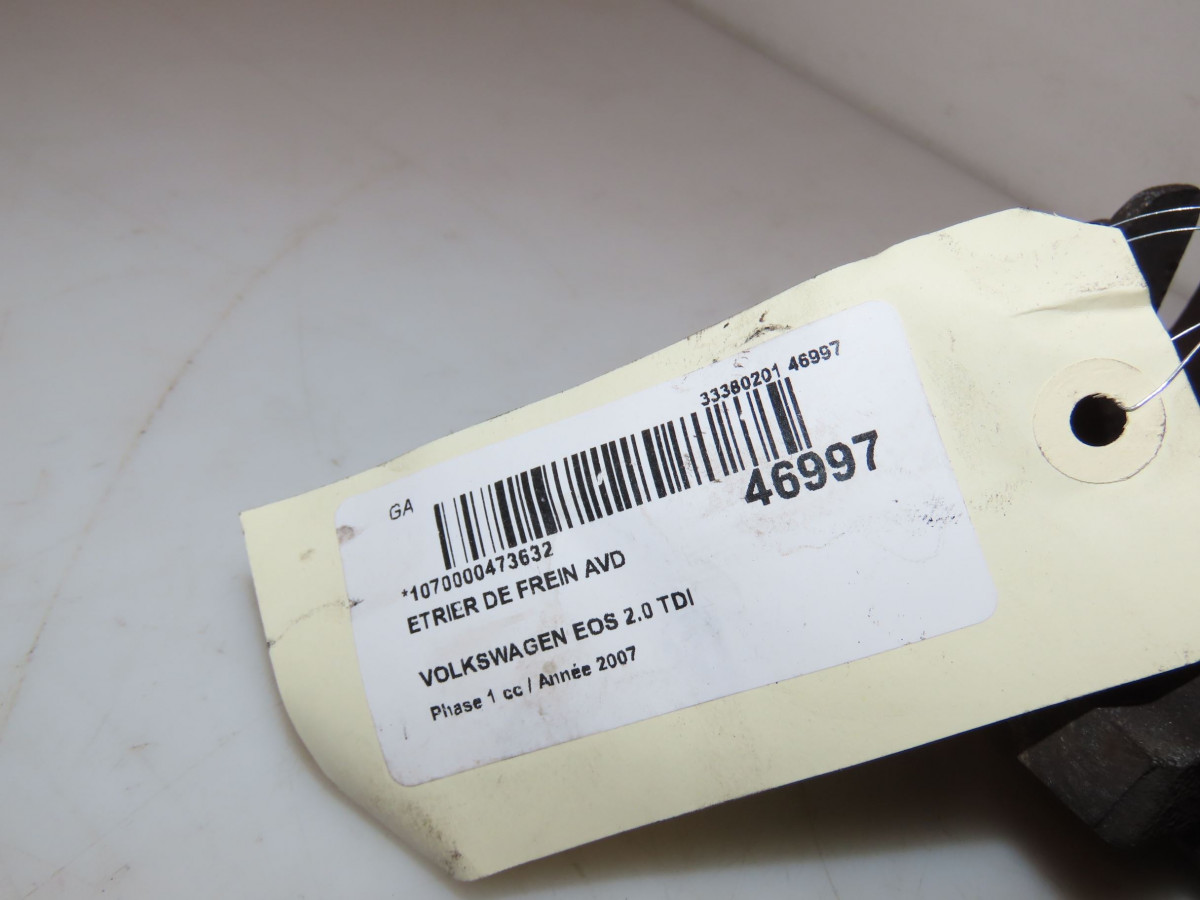 33380201 46997
GA
46997
*1070000473632
ETRIER DE FREIN AVD
VOLKSWAGEN EOS 2.0 TDI
Phase 1 cc / Année 2007